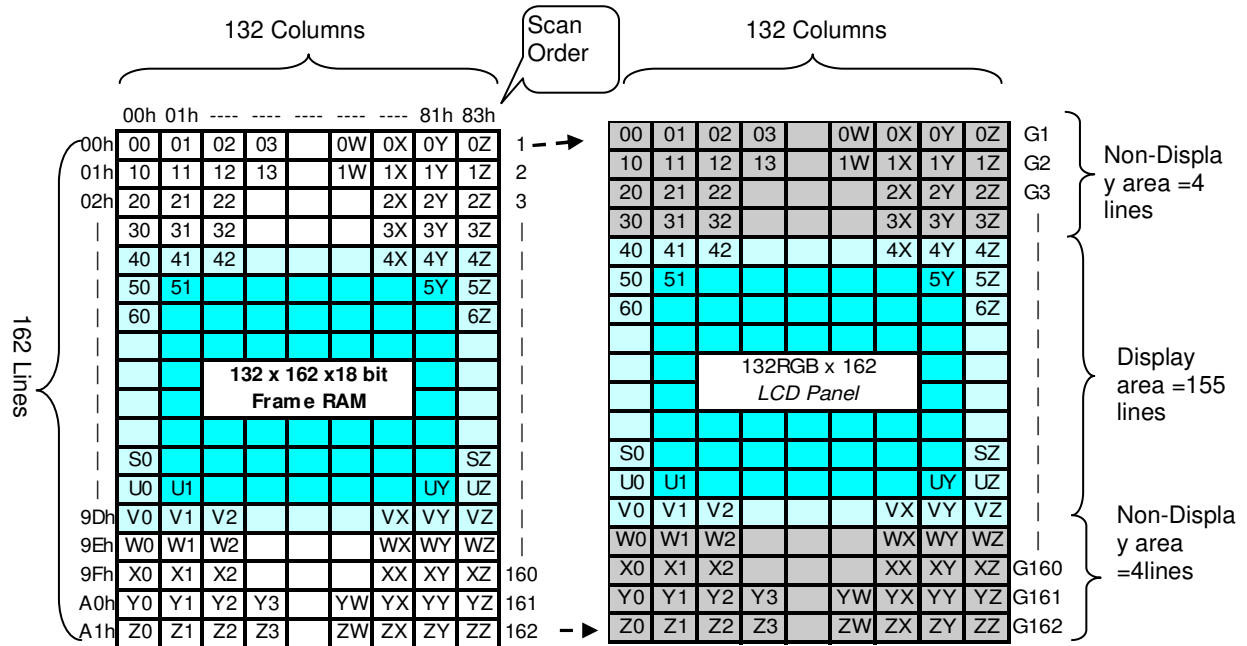 132 Columns
Scan
Order
132 Columns
00h 01h ---- ---- ---- ---- ---- 81h 83h
00h 00 01 02 03 0W 0X 0Y 0Z 1
01h 10 11 12 13 1W 1X 1Y 1Z 2
02h 20 21 22 2X 2Y 2Z 3
30 31 32 3X 3Y 3Z
40 41 42 4X 4Y 4Z
50 51 5Y 5Z
60 6Z
132 x 162 x18 bit
Frame RAM
S0 SZ
U0 U1 UY UZ
9Dh V0 V1 V2 VX VY VZ
9Eh W0 W1 W2 WX WY WZ
9Fh X0 X1 X2 XX XY XZ 160
A0h Y0 Y1 Y2 Y3 YW YX YY YZ 161
A1h Z0 Z1 Z2 Z3 ZW ZX ZY ZZ 162
162 Lines
00 01 02 03 0W 0X 0Y 0Z G1
10 11 12 13 1W 1X 1Y 1Z G2
20 21 22 2X 2Y 2Z G3
30 31 32 3X 3Y 3Z
40 41 42 4X 4Y 4Z
50 51 5Y 5Z
60 6Z
132RGB x 162
LCD Panel
S0 SZ
U0 U1 UY UZ
V0 V1 V2 VX VY VZ
W0 W1 W2 WX WY WZ
X0 X1 X2 XX XY XZ G160
Y0 Y1 Y2 Y3 YW YX YY YZ G161
Z0 Z1 Z2 Z3 ZW ZX ZY ZZ G162
Non-Displa
y area =4
lines
Display
area =155
lines
Non-Displa
y area
=4lines